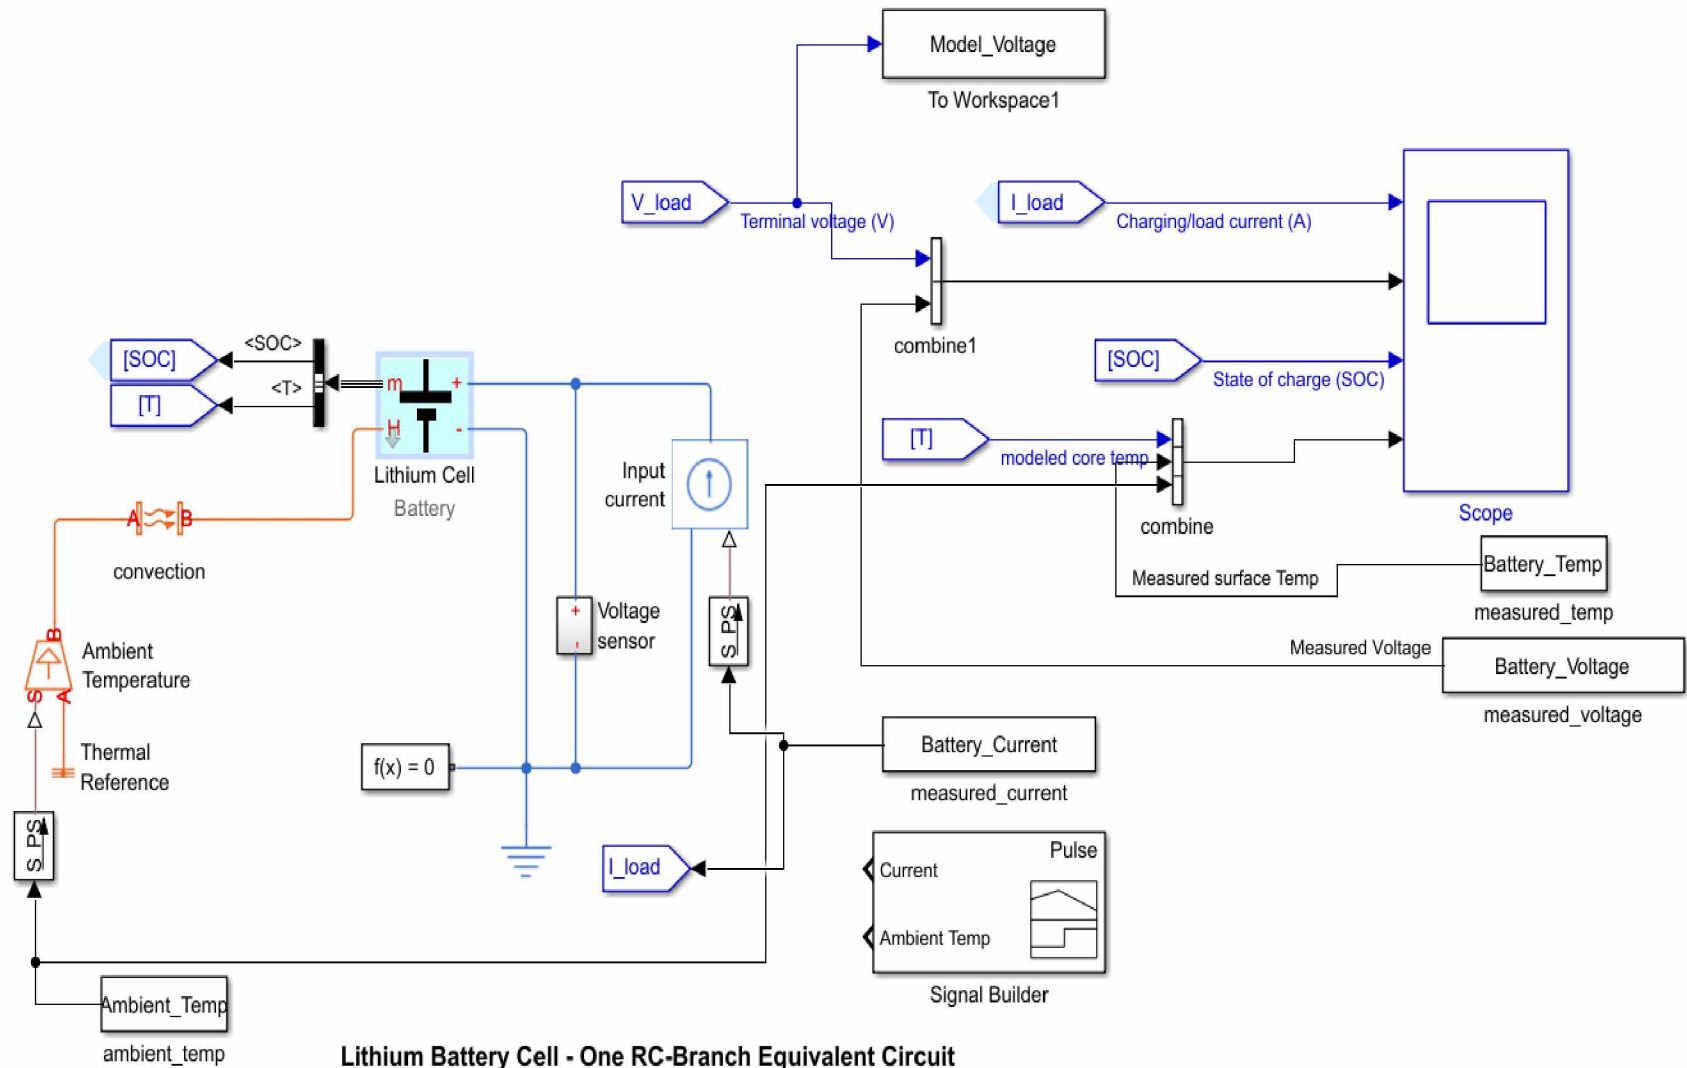 Model_Voltage
To Workspace1
V_load
Terminal voltage (V)
I_load
Charging/load current (A)
combine1
[SOC]
<SOC>
[T]
<T>
m
+
H
-
Lithium Cell
Battery
Input
current
[SOC]
State of charge (SOC)
[T]
modeled core temp
combine
Scope
A
B
convection
Battery_Temp
measured_temp
Measured surface Temp
+
-
Voltage
sensor
S PS
B
S
A
Ambient
Temperature
Measured Voltage
Battery_Voltage
measured_voltage
Thermal
Reference
f(x) = 0
Battery_Current
measured_current
S PS
I_load
Pulse
Current
Ambient Temp
Signal Builder
Ambient_Temp
ambient_temp
Lithium Battery Cell - One RC-Branch Equivalent Circuit